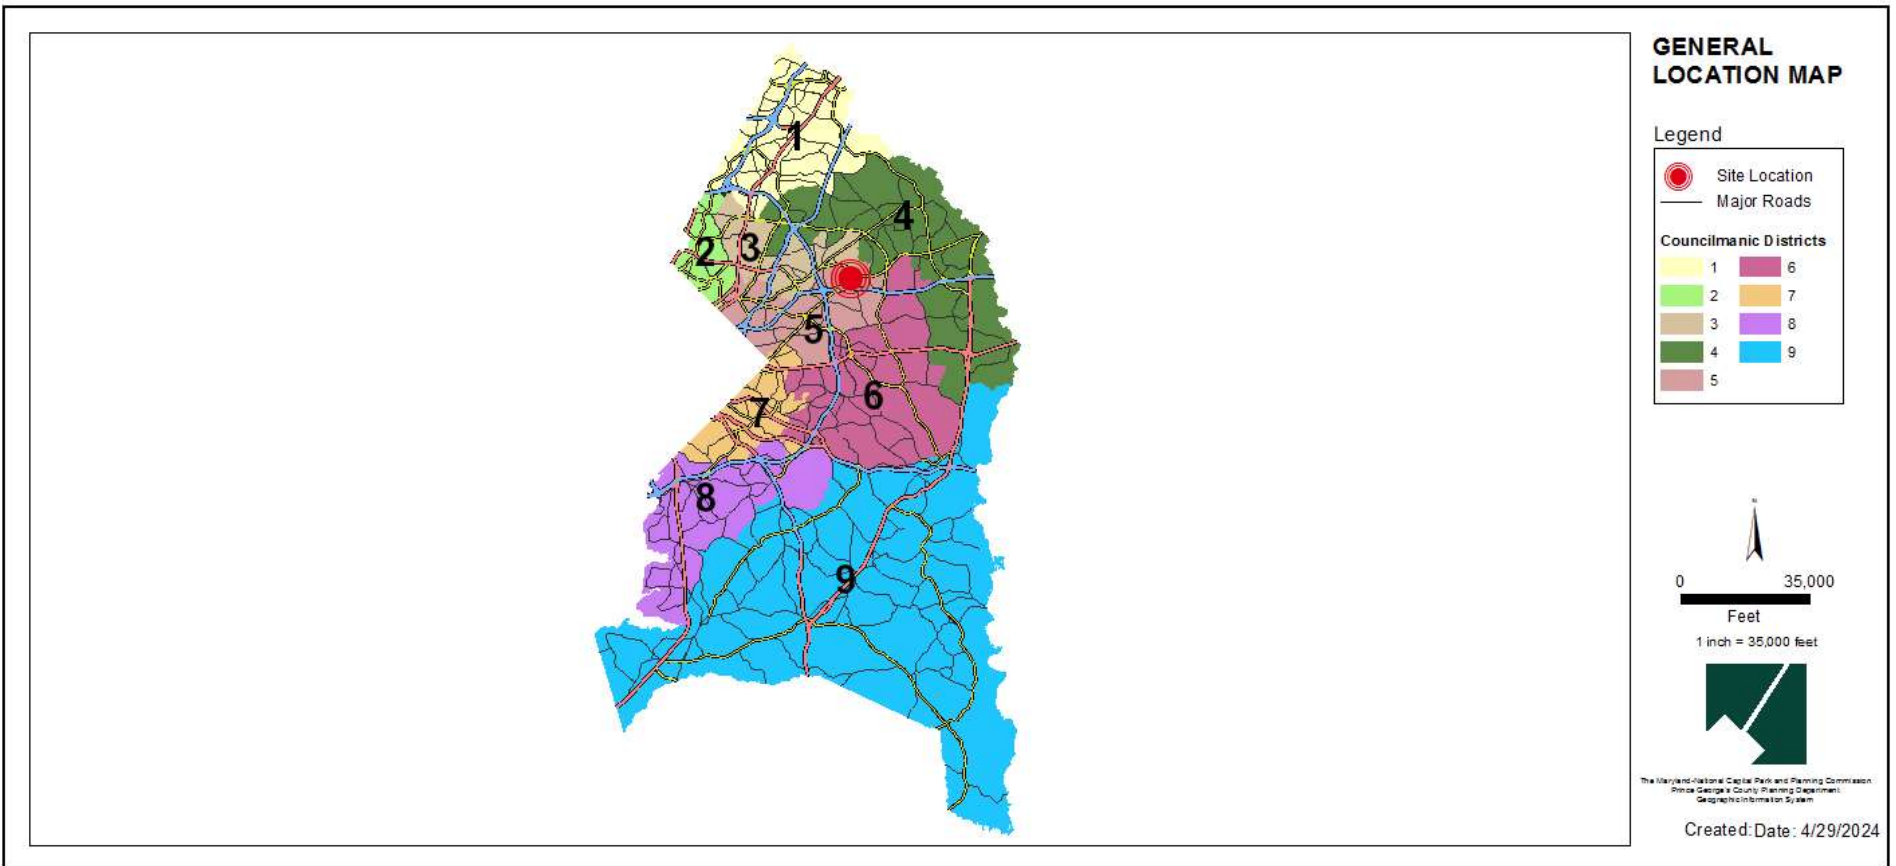 GENERAL
LOCATION MAP
Legend
Site Location
Major Roads
Councilmanic Districts
1 6
2 7
3 8
4 9
5
1
4
2
3
5
6
7
8
9
N
0 35,000
Feet
1 inch = 35,000 feet
The Maryland-National Capital Park and Planning Commission
Prince George's County Planning Department
Geographic Information System
Created: Date: 4/29/2024